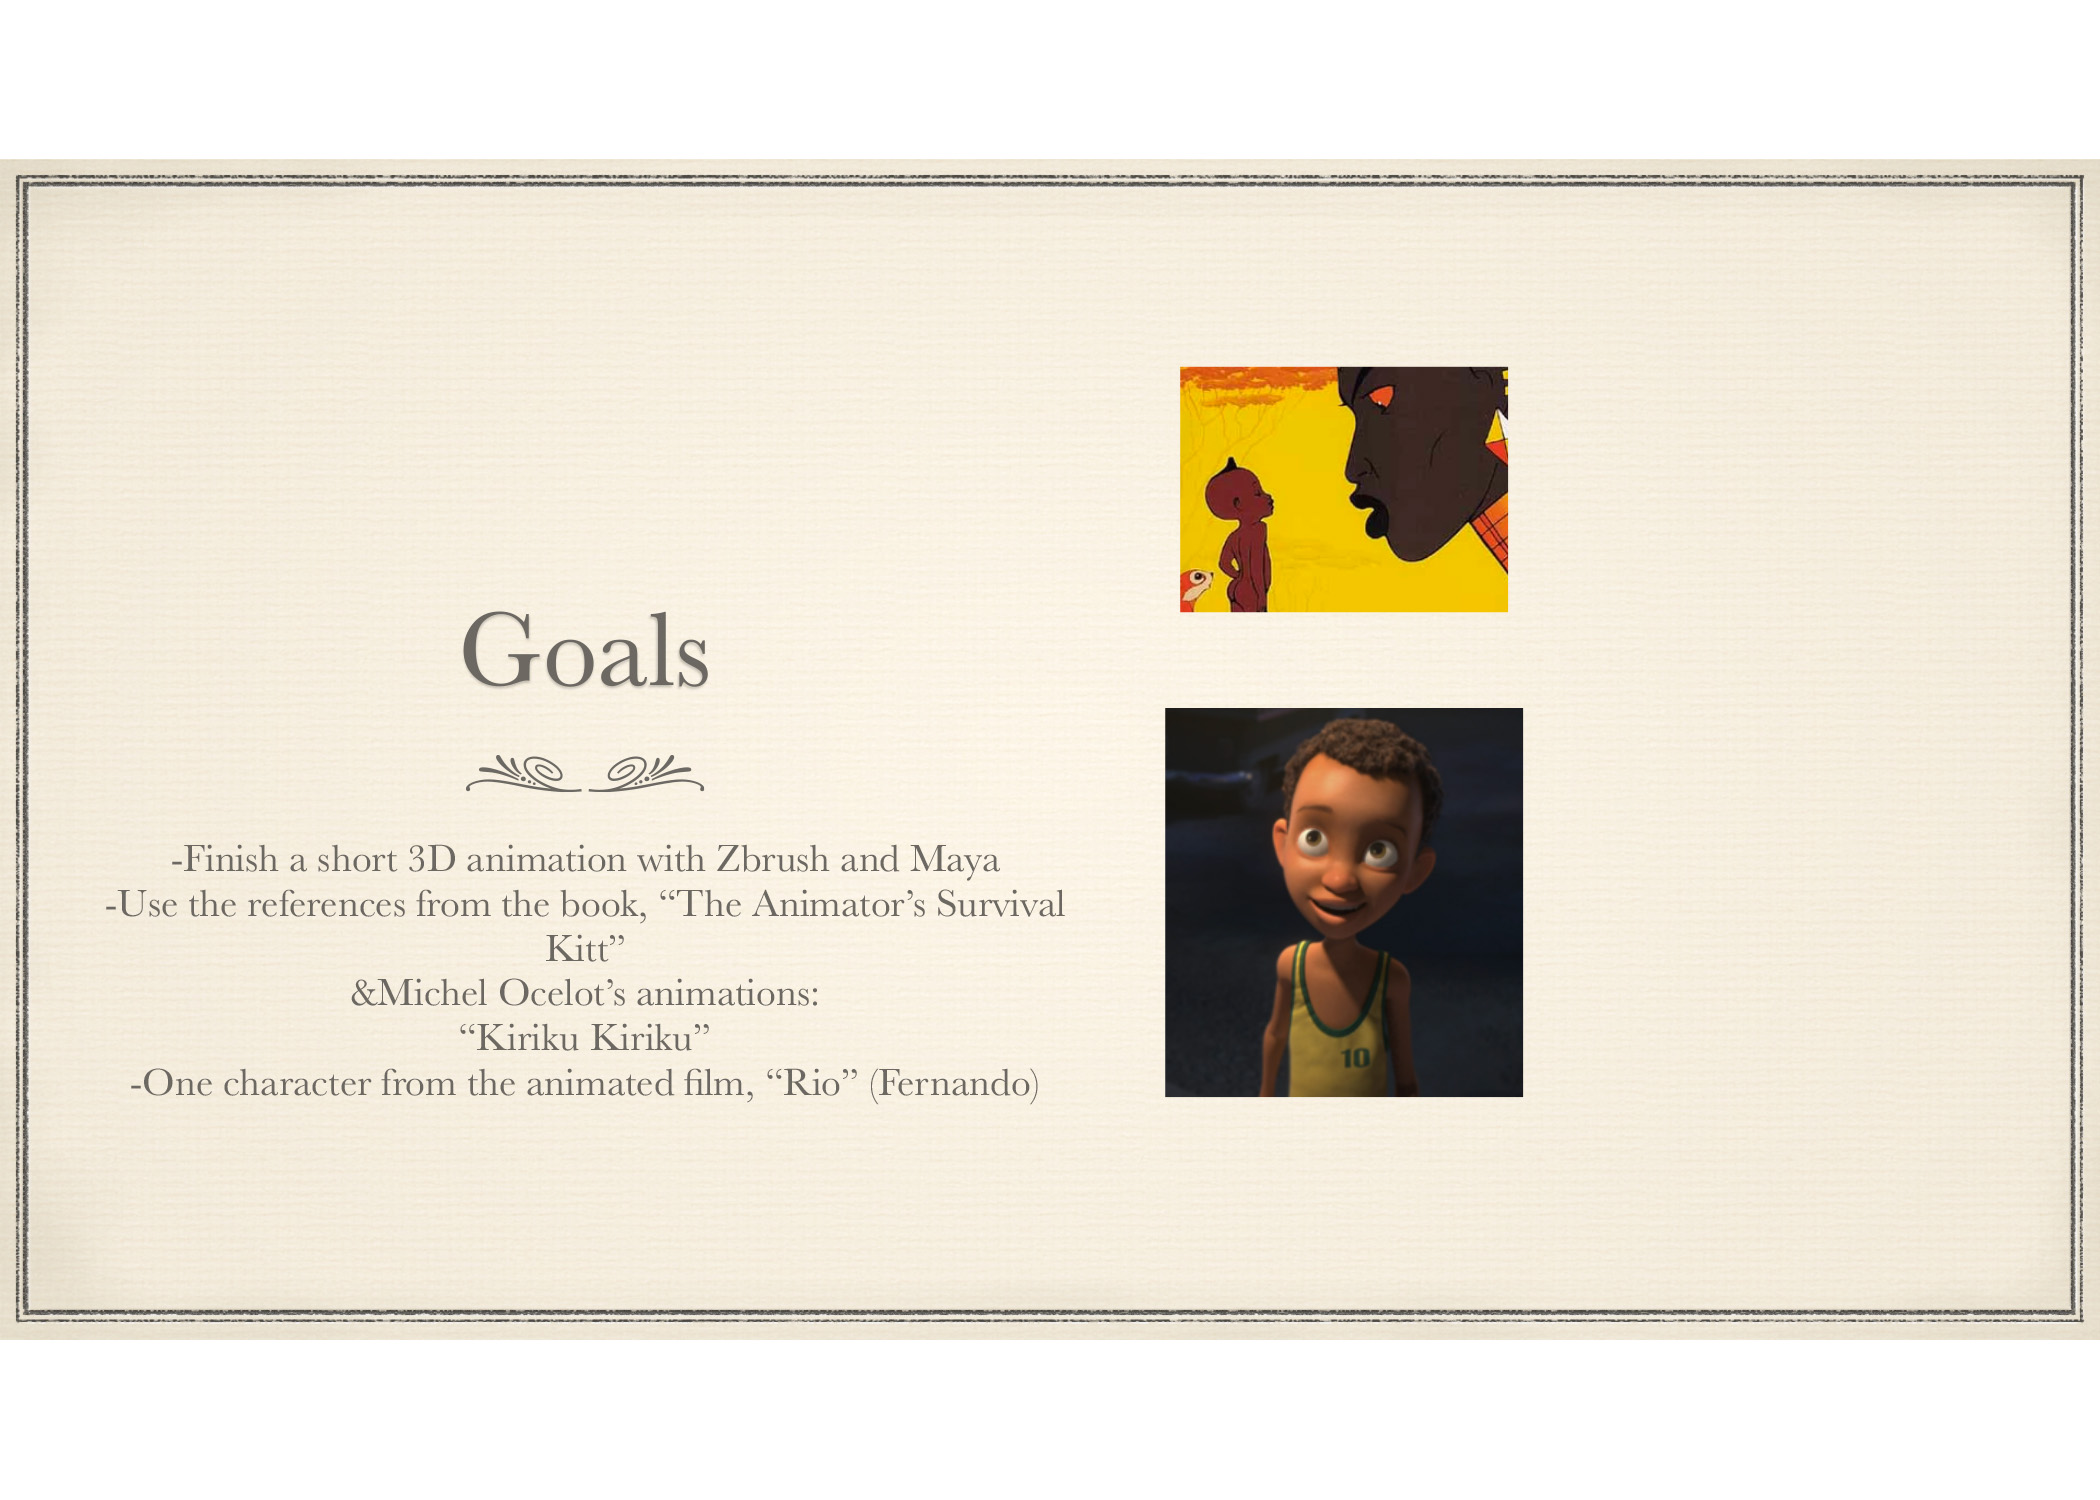 Goals
-Finish a short 3D animation with Zbrush and Maya
-Use the references from the book, “The Animator’s Survival
Kitt”
&Michel Ocelot’s animations:
“Kiriku Kiriku”
-One character from the animated film, “Rio” (Fernando)
10